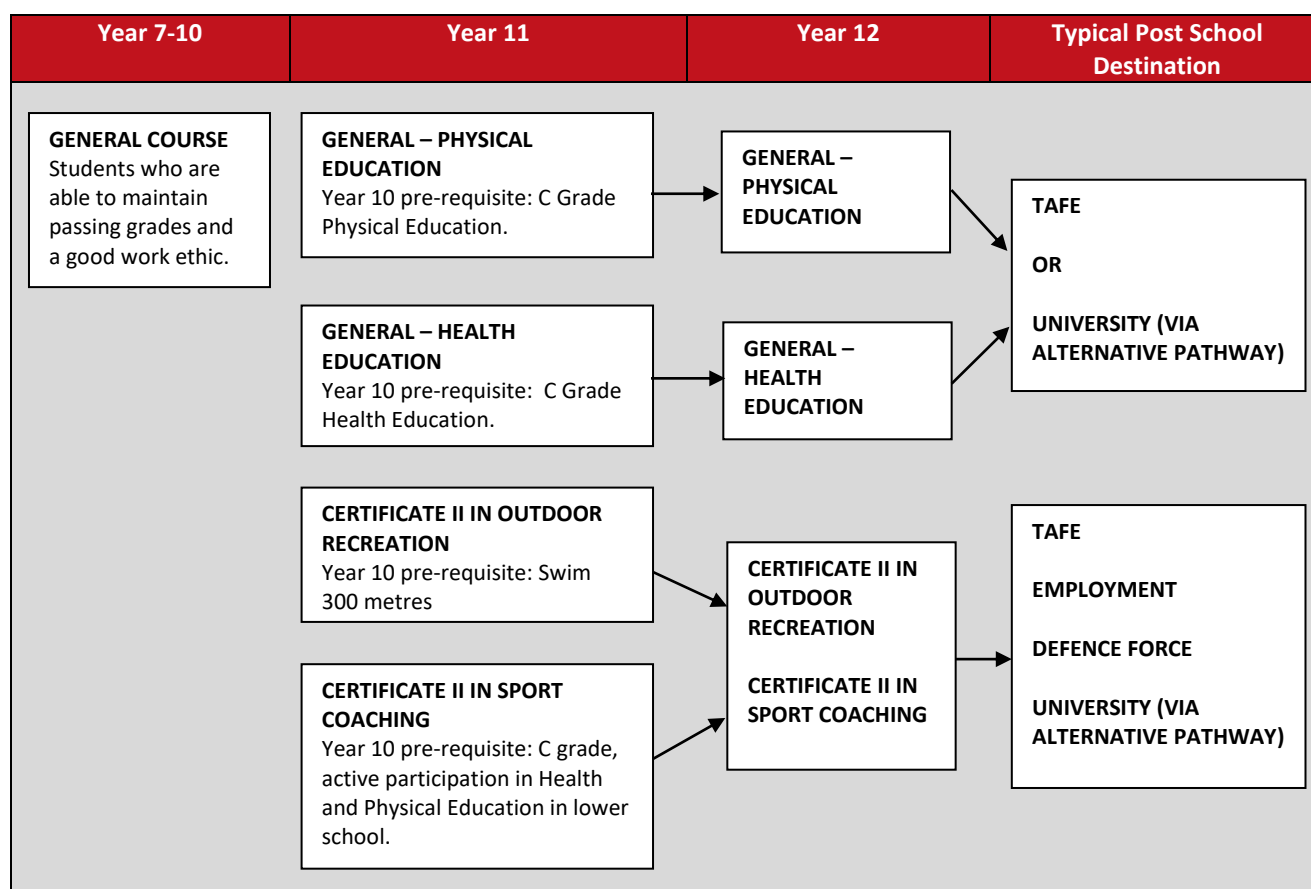 Year 7-10
Year 11
Year 12
Typical Post School
Destination
GENERAL COURSE
Students who are
able to maintain
passing grades and
a good work ethic.
GENERAL – PHYSICAL
EDUCATION
Year 10 pre-requisite: C Grade
Physical Education.
GENERAL –
PHYSICAL
EDUCATION
TAFE
OR
UNIVERSITY (VIA
ALTERNATIVE PATHWAY)
GENERAL – HEALTH
EDUCATION
Year 10 pre-requisite:  C Grade
Health Education.
GENERAL –
HEALTH
EDUCATION
CERTIFICATE II IN OUTDOOR
RECREATION
Year 10 pre-requisite: Swim
300 metres
CERTIFICATE II IN SPORT
COACHING
Year 10 pre-requisite: C grade,
active participation in Health
and Physical Education in lower
school.
CERTIFICATE II IN
OUTDOOR
RECREATION
CERTIFICATE II IN
SPORT COACHING
TAFE
EMPLOYMENT
DEFENCE FORCE
UNIVERSITY (VIA
ALTERNATIVE PATHWAY)